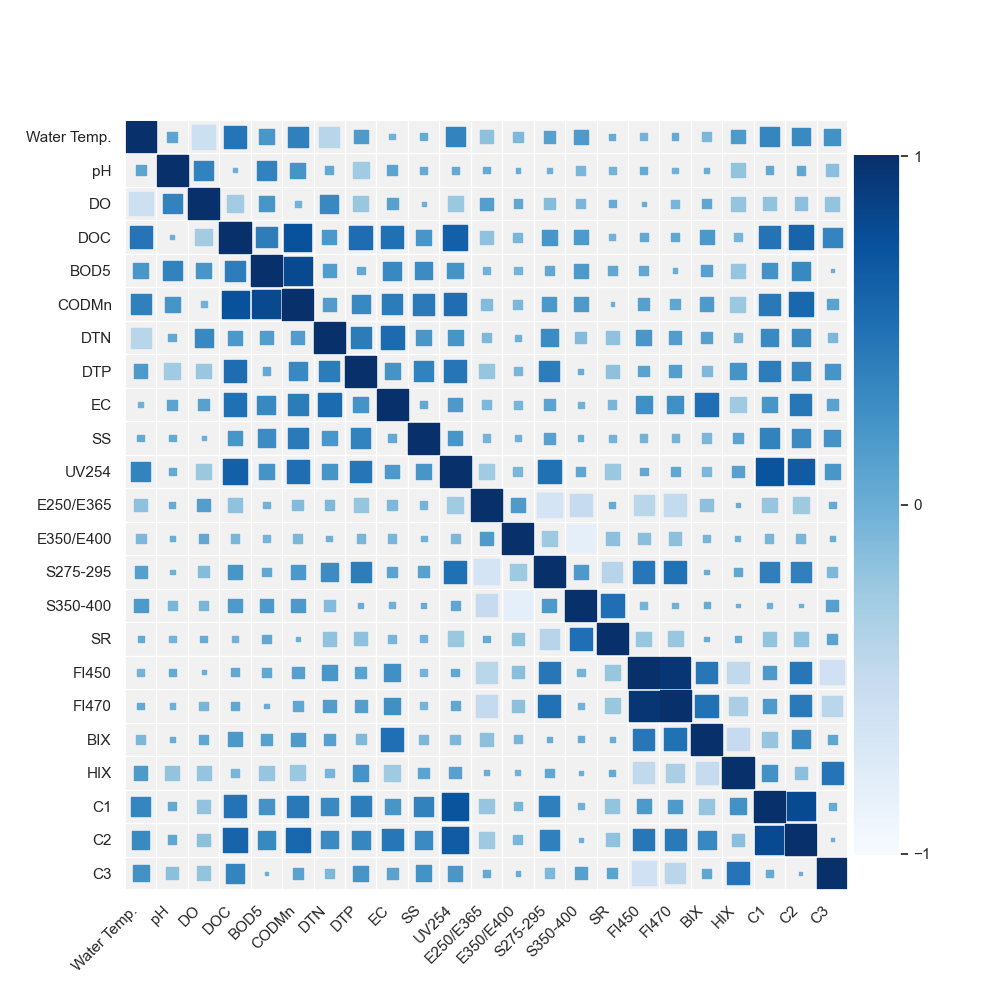 Water Temp.
pH
DO
DOC
BOD5
CODMn
DTN
DTP
EC
SS
UV254
E250/E365
E350/E400
S275-295
S350-400
SR
FI450
FI470
BIX
HIX
C1
C2
C3
1
0
−1
Water Temp.
pH
DO
DOC
BOD5
CODMn
DTN
DTP
EC
SS
UV254
E250/E365
E350/E400
S275-295
S350-400
SR
FI450
FI470
BIX
HIX
C1
C2
C3